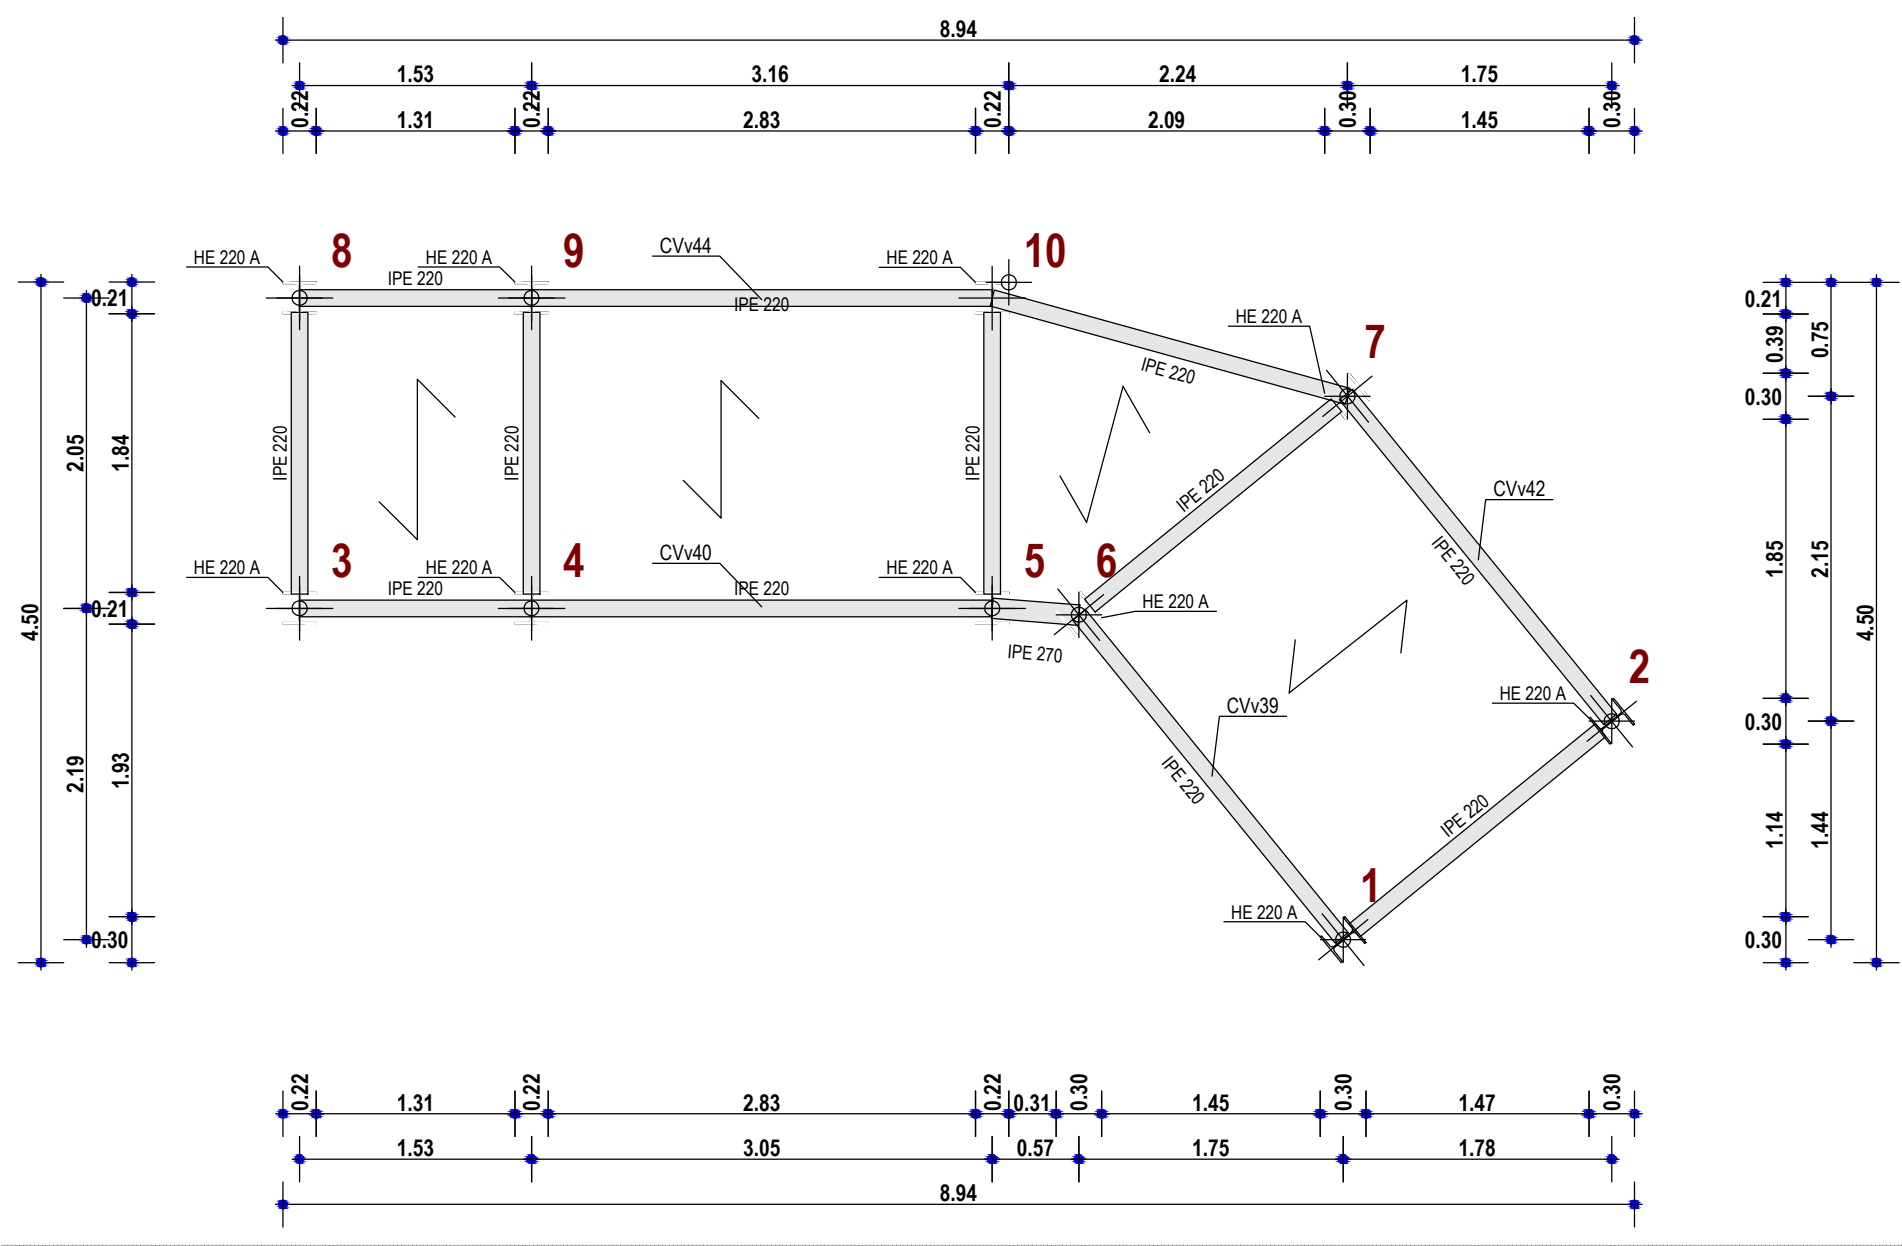 8.94
1.53 3.16 2.24 1.75
0.22 1.31 0.22 2.83 0.22 2.09 0.30 1.45 0.30
8 9 10
HE 220 A HE 220 A CVv44 HE 220 A
IPE 220 IPE 220
0.21 0.21
HE 220 A 7
0.39 0.75
IPE 220
0.30
2.05 1.84 IPE 220 IPE 220 IPE 220 IPE 220 CVv42
IPE 220
3 4 5 6
HE 220 A HE 220 A CVv40 HE 220 A
IPE 220 IPE 220 HE 220 A
1.85 2.15
4.50 0.21 4.50
IPE 270
2
CVv39 HE 220 A
0.30
2.19 1.93 IPE 220 IPE 220
1.14 1.44
1
HE 220 A
0.30 0.30
0.22 1.31 0.22 2.83 0.22 0.31 0.30 1.45 0.30 1.47 0.30
1.53 3.05 0.57 1.75 1.78
8.94